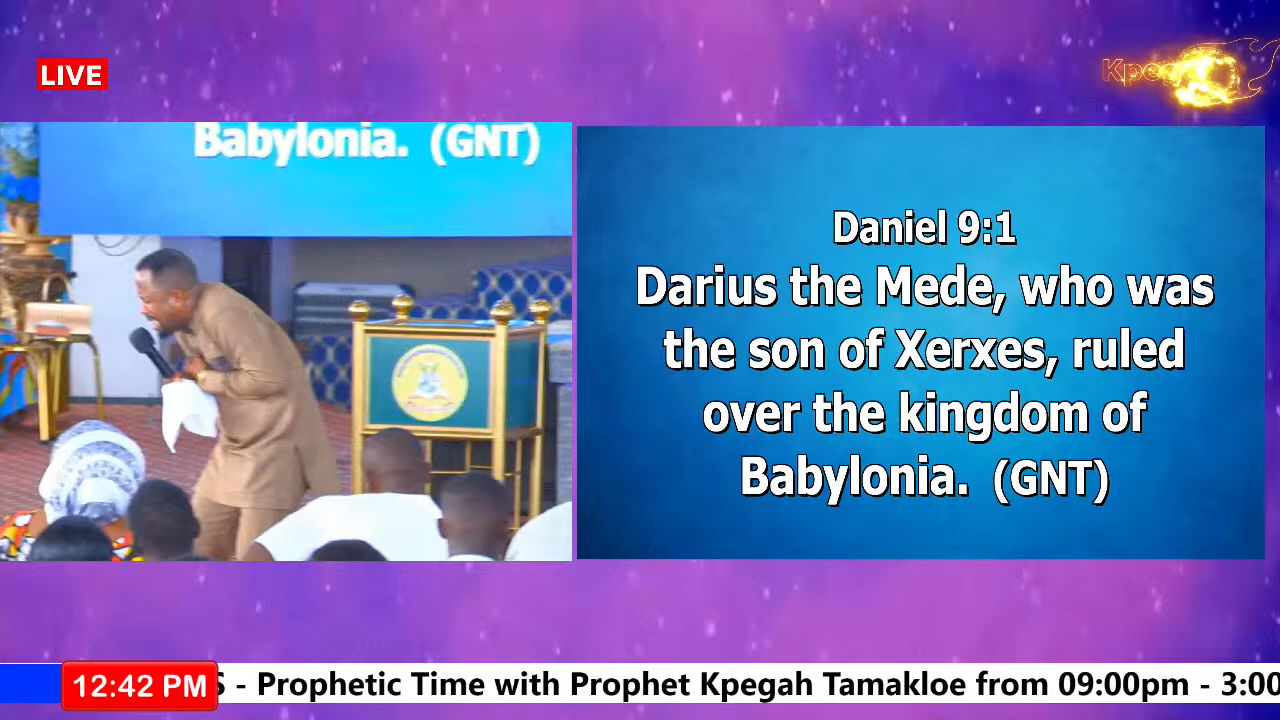 LIVE
Babylonia. (GNT)
Daniel 9:1
Darius the Mede, who was
the son of Xerxes, ruled
over the kingdom of
Babylonia. (GNT)
12:42 PM
- Prophetic Time with Prophet Kpegah Tamakloe from 09:00pm - 3:00